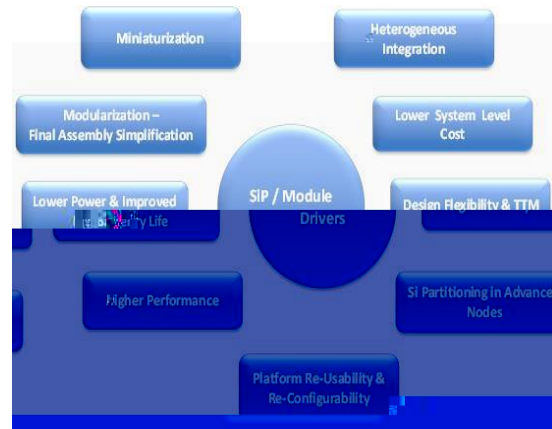 Miniaturization
Heterogeneous
Integration
Modularization –
Final Assembly Simplification
Lower System Level
Cost
Lower Power & Improved
Life
SiP / Module
Drivers
Design Flexibility & TTM
Higher Performance
Si Partitioning in Advance
Nodes
Platform Re-Usability &
Re-Configurability